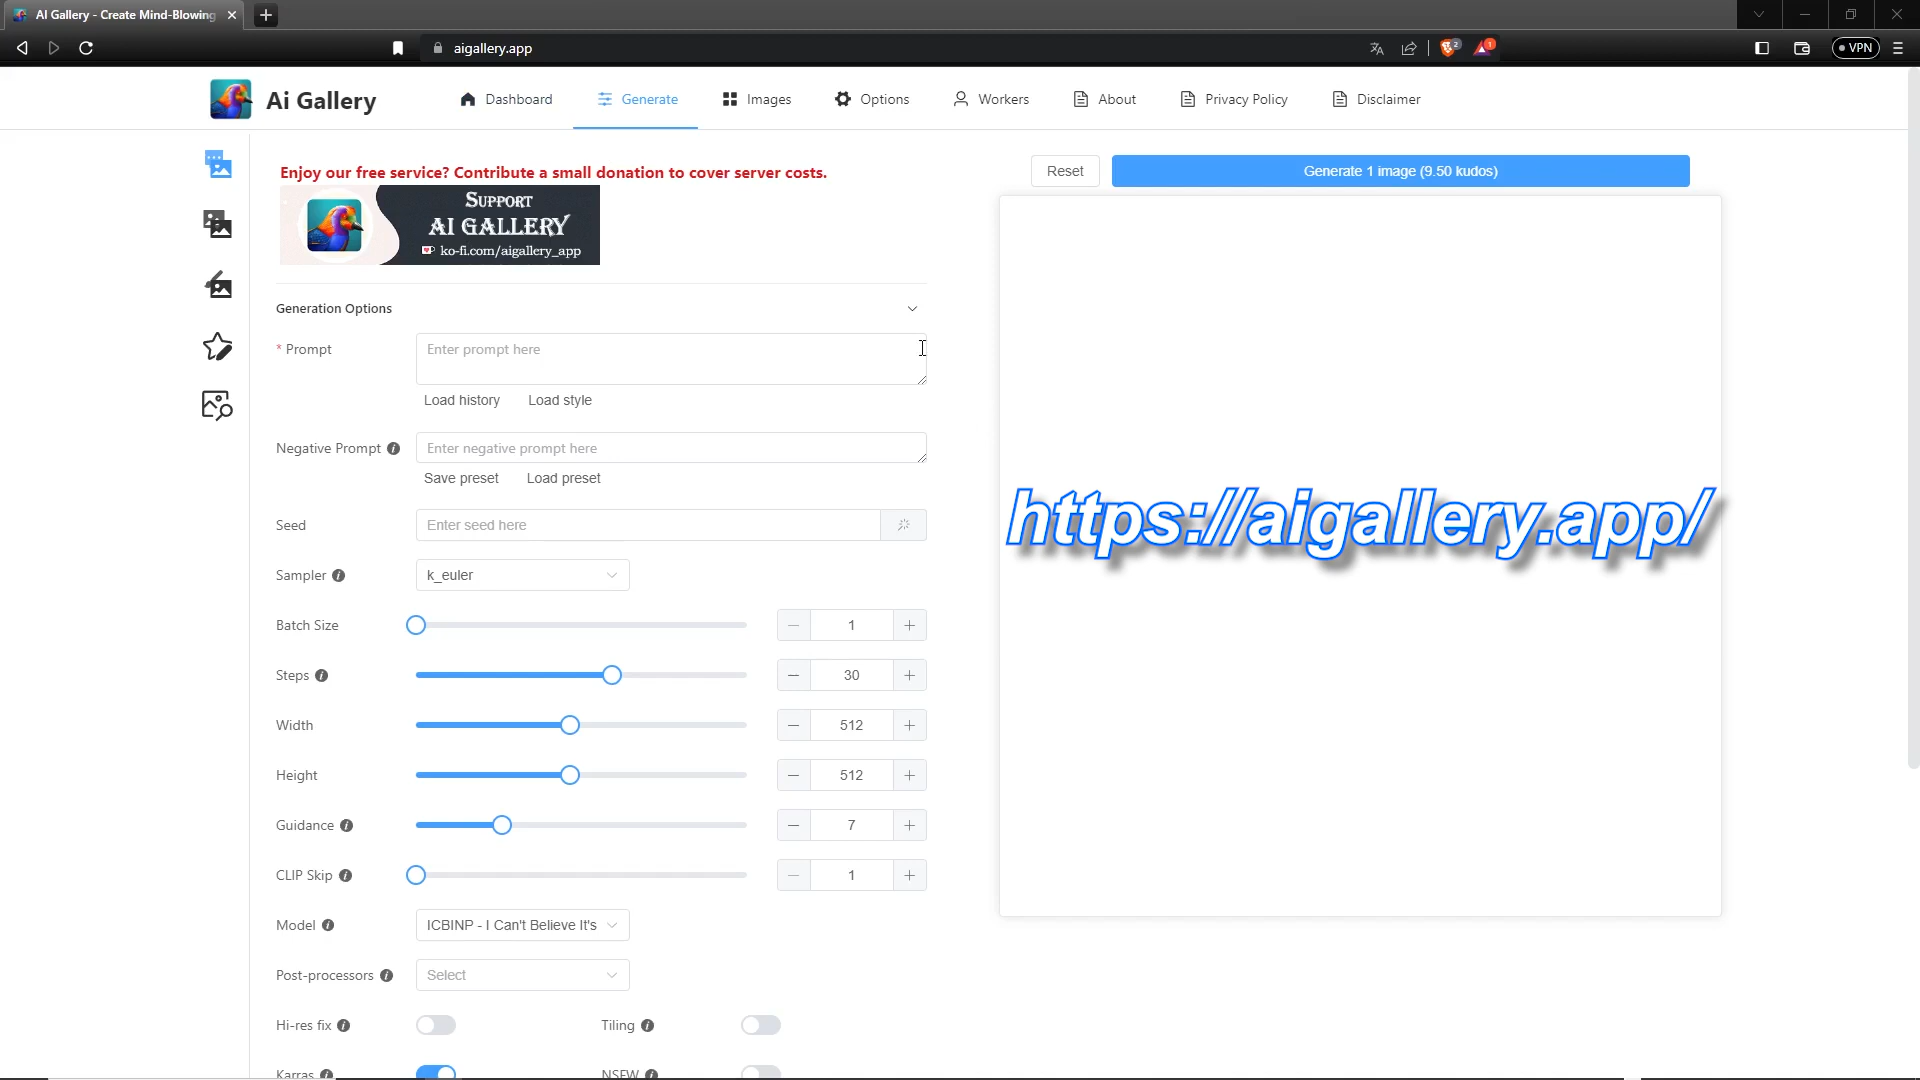 AI Gallery - Create Mind-Blowing
aigallery.app
2
1
VPN
Ai Gallery
Dashboard
Generate
Images
Options
Workers
About
Privacy Policy
Disclaimer
Enjoy our free service? Contribute a small donation to cover server costs.
SUPPORT
AI GALLERY
ko-fi.com/aigallery_app
Reset
Generate 1 image (9.50 kudos)
Generation Options
* Prompt
Enter prompt here
Load history
Load style
Negative Prompt
Enter negative prompt here
Save preset
Load preset
Seed
Enter seed here
https://aigallery.app/
Sampler
k_euler
Batch Size
1
Steps
30
Width
512
Height
512
Guidance
7
CLIP Skip
1
Model
ICBINP - I Can't Believe It's
Post-processors
Select
Hi-res fix
Tiling
Karras
NSFW